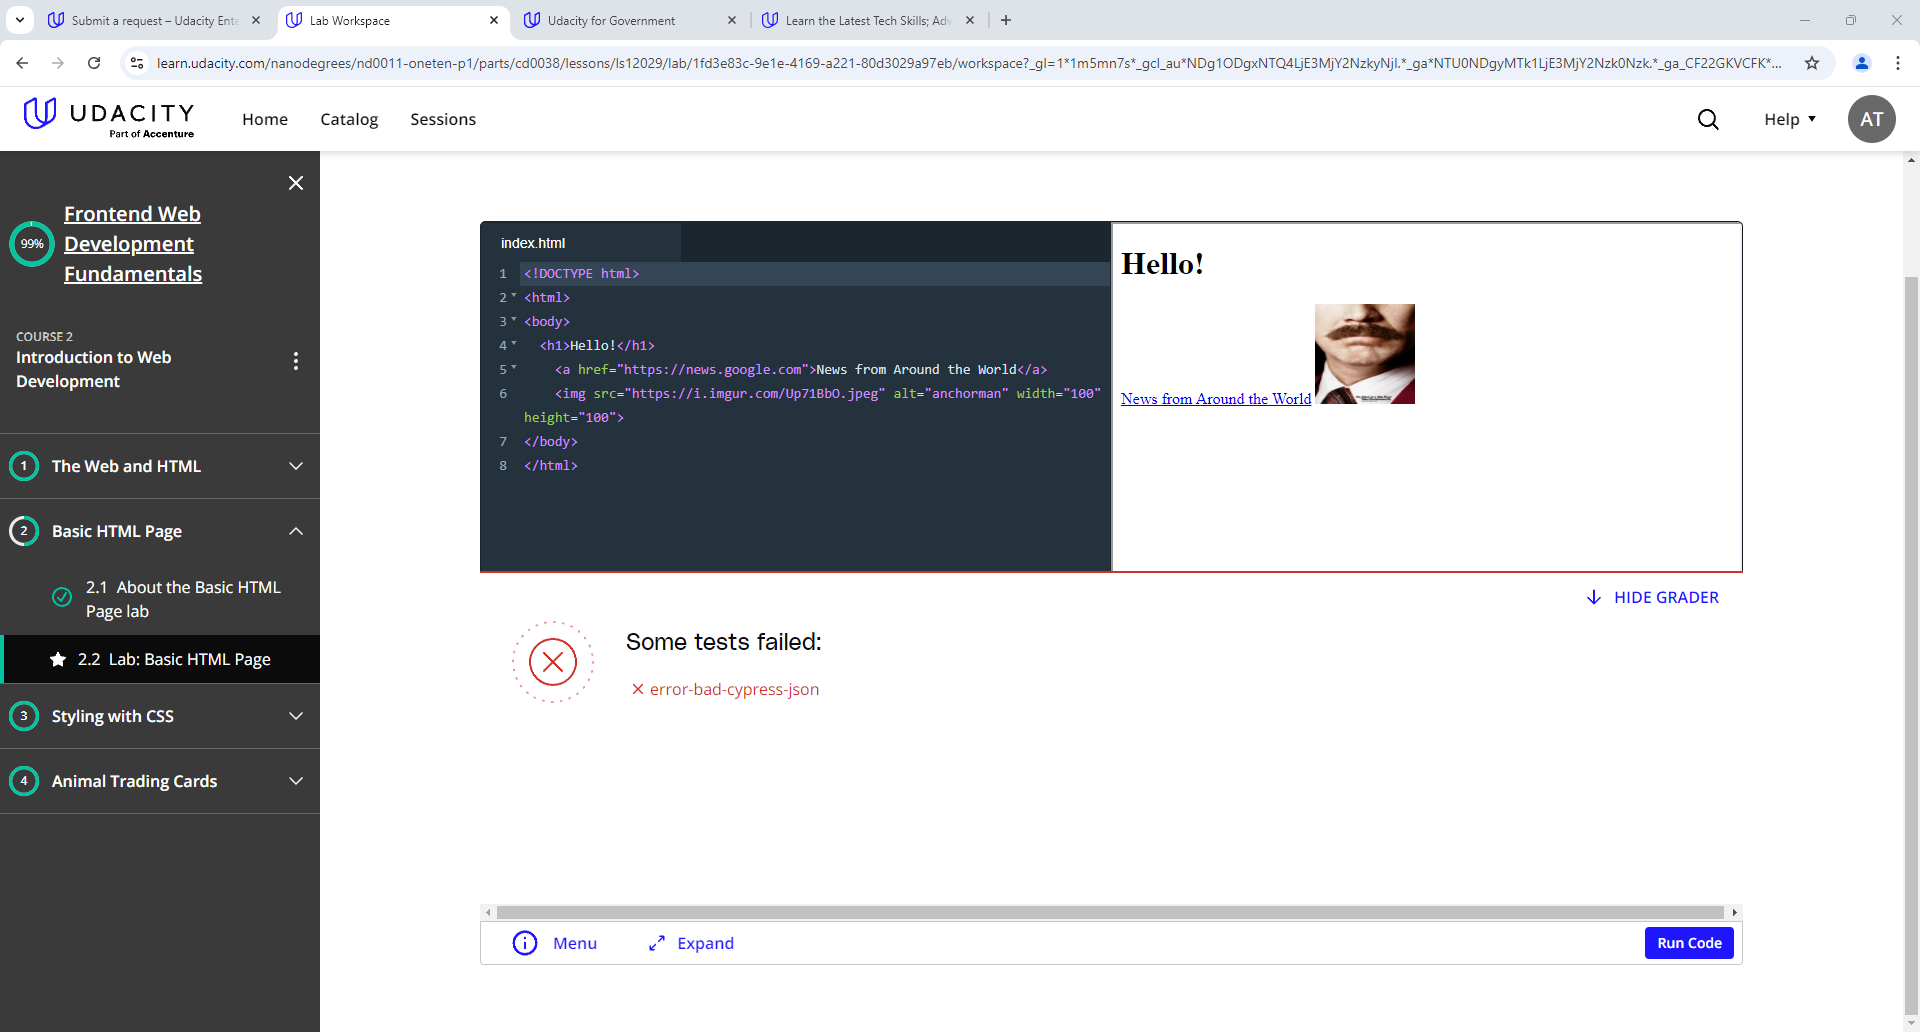 Submit a request – Udacity Ente
Lab Workspace
Udacity for Government
Learn the Latest Tech Skills; Adv
learn.udacity.com/nanodegrees/nd0011-oneten-p1/parts/cd0038/lessons/ls12029/lab/1fd3e83c-9e1e-4169-a221-80d3029a97eb/workspace?_gl=1*1m5mn7s*_gcl_au*NDg1ODgxNTQ4LjE3MjY2NzkyNjI.*_ga*NTU0NDgyMTk1LjE3MjY2Nzk0Nzk.*_ga_CF22GKVCFK*...
UDACITY
Part of Accenture
Home
Catalog
Sessions
Help
AT
99%
Frontend Web
Development
Fundamentals
COURSE 2
Introduction to Web
Development
1 The Web and HTML
2 Basic HTML Page
2.1 About the Basic HTML
Page lab
2.2 Lab: Basic HTML Page
3 Styling with CSS
4 Animal Trading Cards
index.html
1 <!DOCTYPE html>
2 <html>
3 <body>
4 <h1>Hello!</h1>
5 <a href="https://news.google.com">News from Around the World</a>
6 <img src="https://i.imgur.com/Up71BbO.jpeg" alt="anchorman" width="100"
height="100">
7 </body>
8 </html>
Hello!
News from Around the World
HIDE GRADER
Some tests failed:
error-bad-cypress-json
Menu
Expand
Run Code